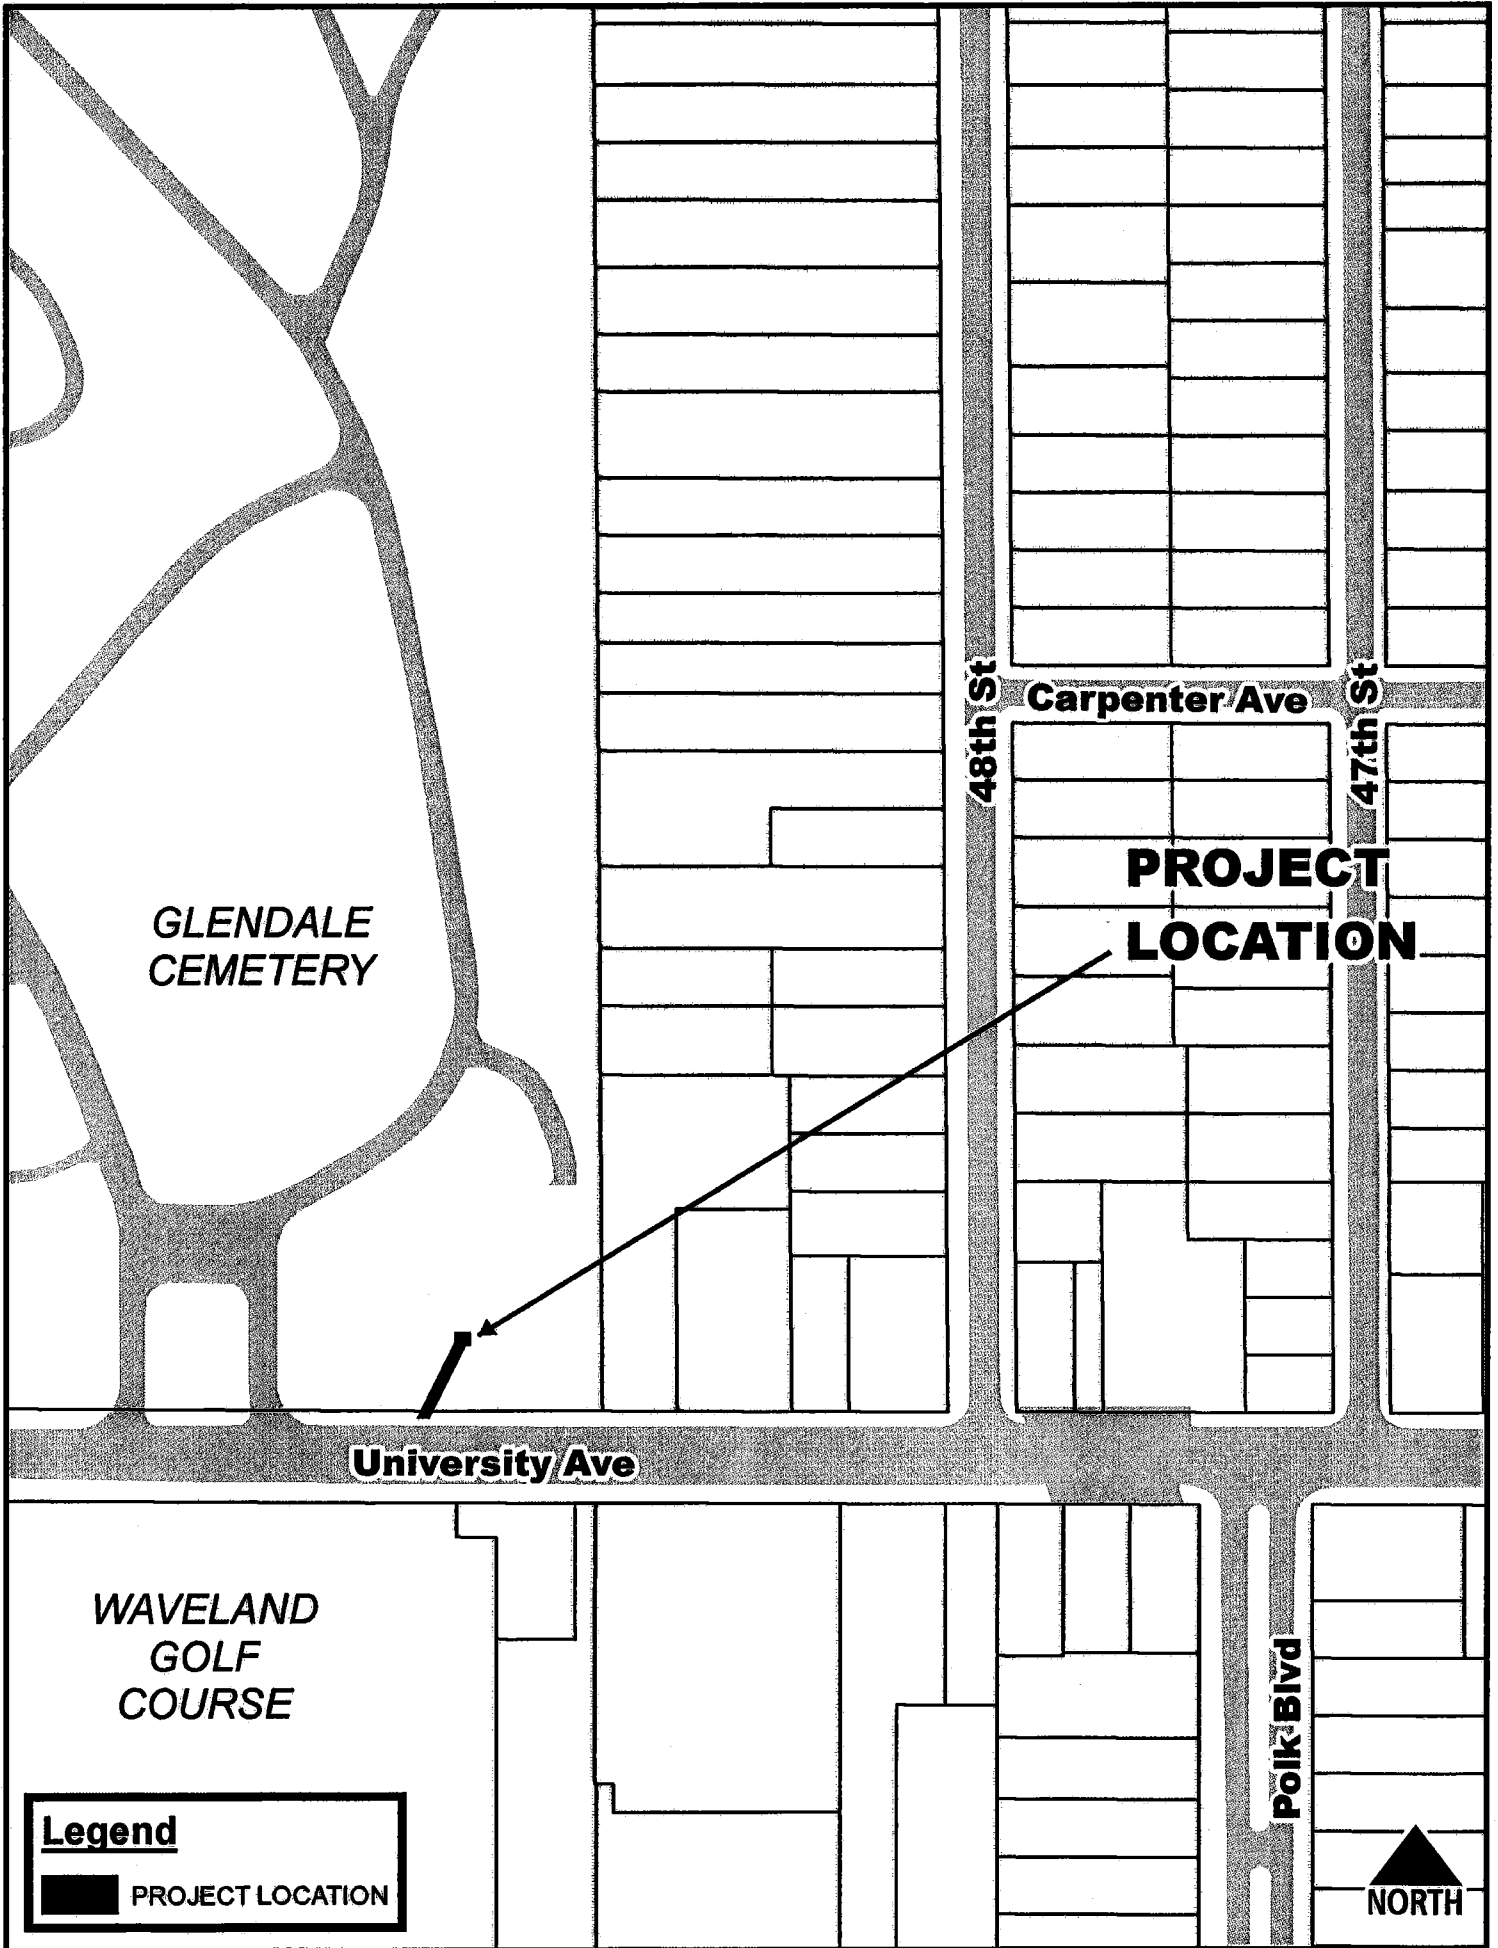 48th St
Carpenter Ave
47th St
PROJECT
LOCATION
GLENDALE
CEMETERY
University Ave
WAVELAND
GOLF
COURSE
Polk Blvd
Legend
PROJECT LOCATION
NORTH